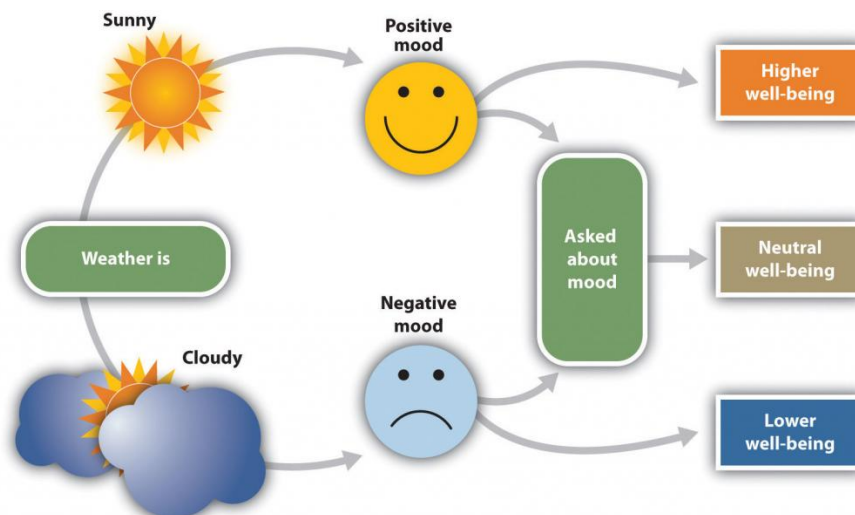 Sunny
Positive
mood
Higher
well-being
Weather is
Asked
about
mood
Neutral
well-being
Negative
mood
Cloudy
Lower
well-being